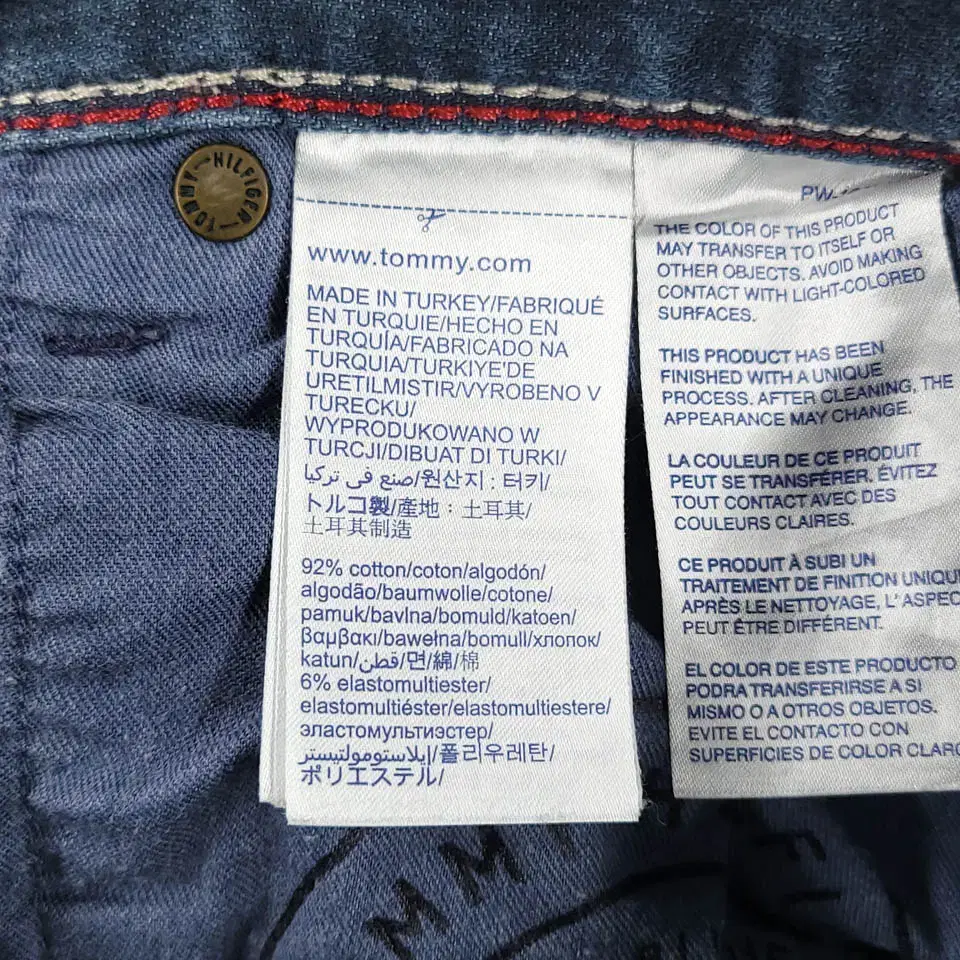 TOMMY HILFIGER
www.tommy.com
MADE IN TURKEY/FABRIQUÉ
EN TURQUIE/HECHO EN
TURQUÍA/FABRICADO NA
TURQUIA/TURKIYE'DE
URETILMISTIR/VYROBENO V
TURECKU/
WYPRODUKOWANO W
TURCJI/DIBUAT DI TURKI/
صنع في تركيا/원산지 : 터키/
トルコ製/產地：土耳其/
土耳其制造
92% cotton/coton/algodón/
algodão/baumwolle/cotone/
pamuk/bavlna/bomuld/katoen/
βαμβακι/bawełna/bomull/хлопок/
katun/قطن/면/綿/棉
6% elastomultiester/
elastomultiéster/elastomultiestere/
эластомультиэстер/
إيلاستومولتيستر/폴리우레탄/
ポリエステル/
THE COLOR OF THIS PRODUCT
MAY TRANSFER TO ITSELF OR
OTHER OBJECTS. AVOID MAKING
CONTACT WITH LIGHT-COLORED
SURFACES.
THIS PRODUCT HAS BEEN
FINISHED WITH A UNIQUE
PROCESS. AFTER CLEANING, THE
APPEARANCE MAY CHANGE.
LA COULEUR DE CE PRODUIT
PEUT SE TRANSFÉRER. ÉVITEZ
TOUT CONTACT AVEC DES
COULEURS CLAIRES.
CE PRODUIT À SUBI UN
TRAITEMENT DE FINITION UNIQU
APRÈS LE NETTOYAGE, L'ASPEC
PEUT ÊTRE DIFFÉRENT.
EL COLOR DE ESTE PRODUCTO
PODRA TRANSFERIRSE A SI
MISMO O A OTROS OBJETOS.
EVITE EL CONTACTO CON
SUPERFICIES DE COLOR CLARO